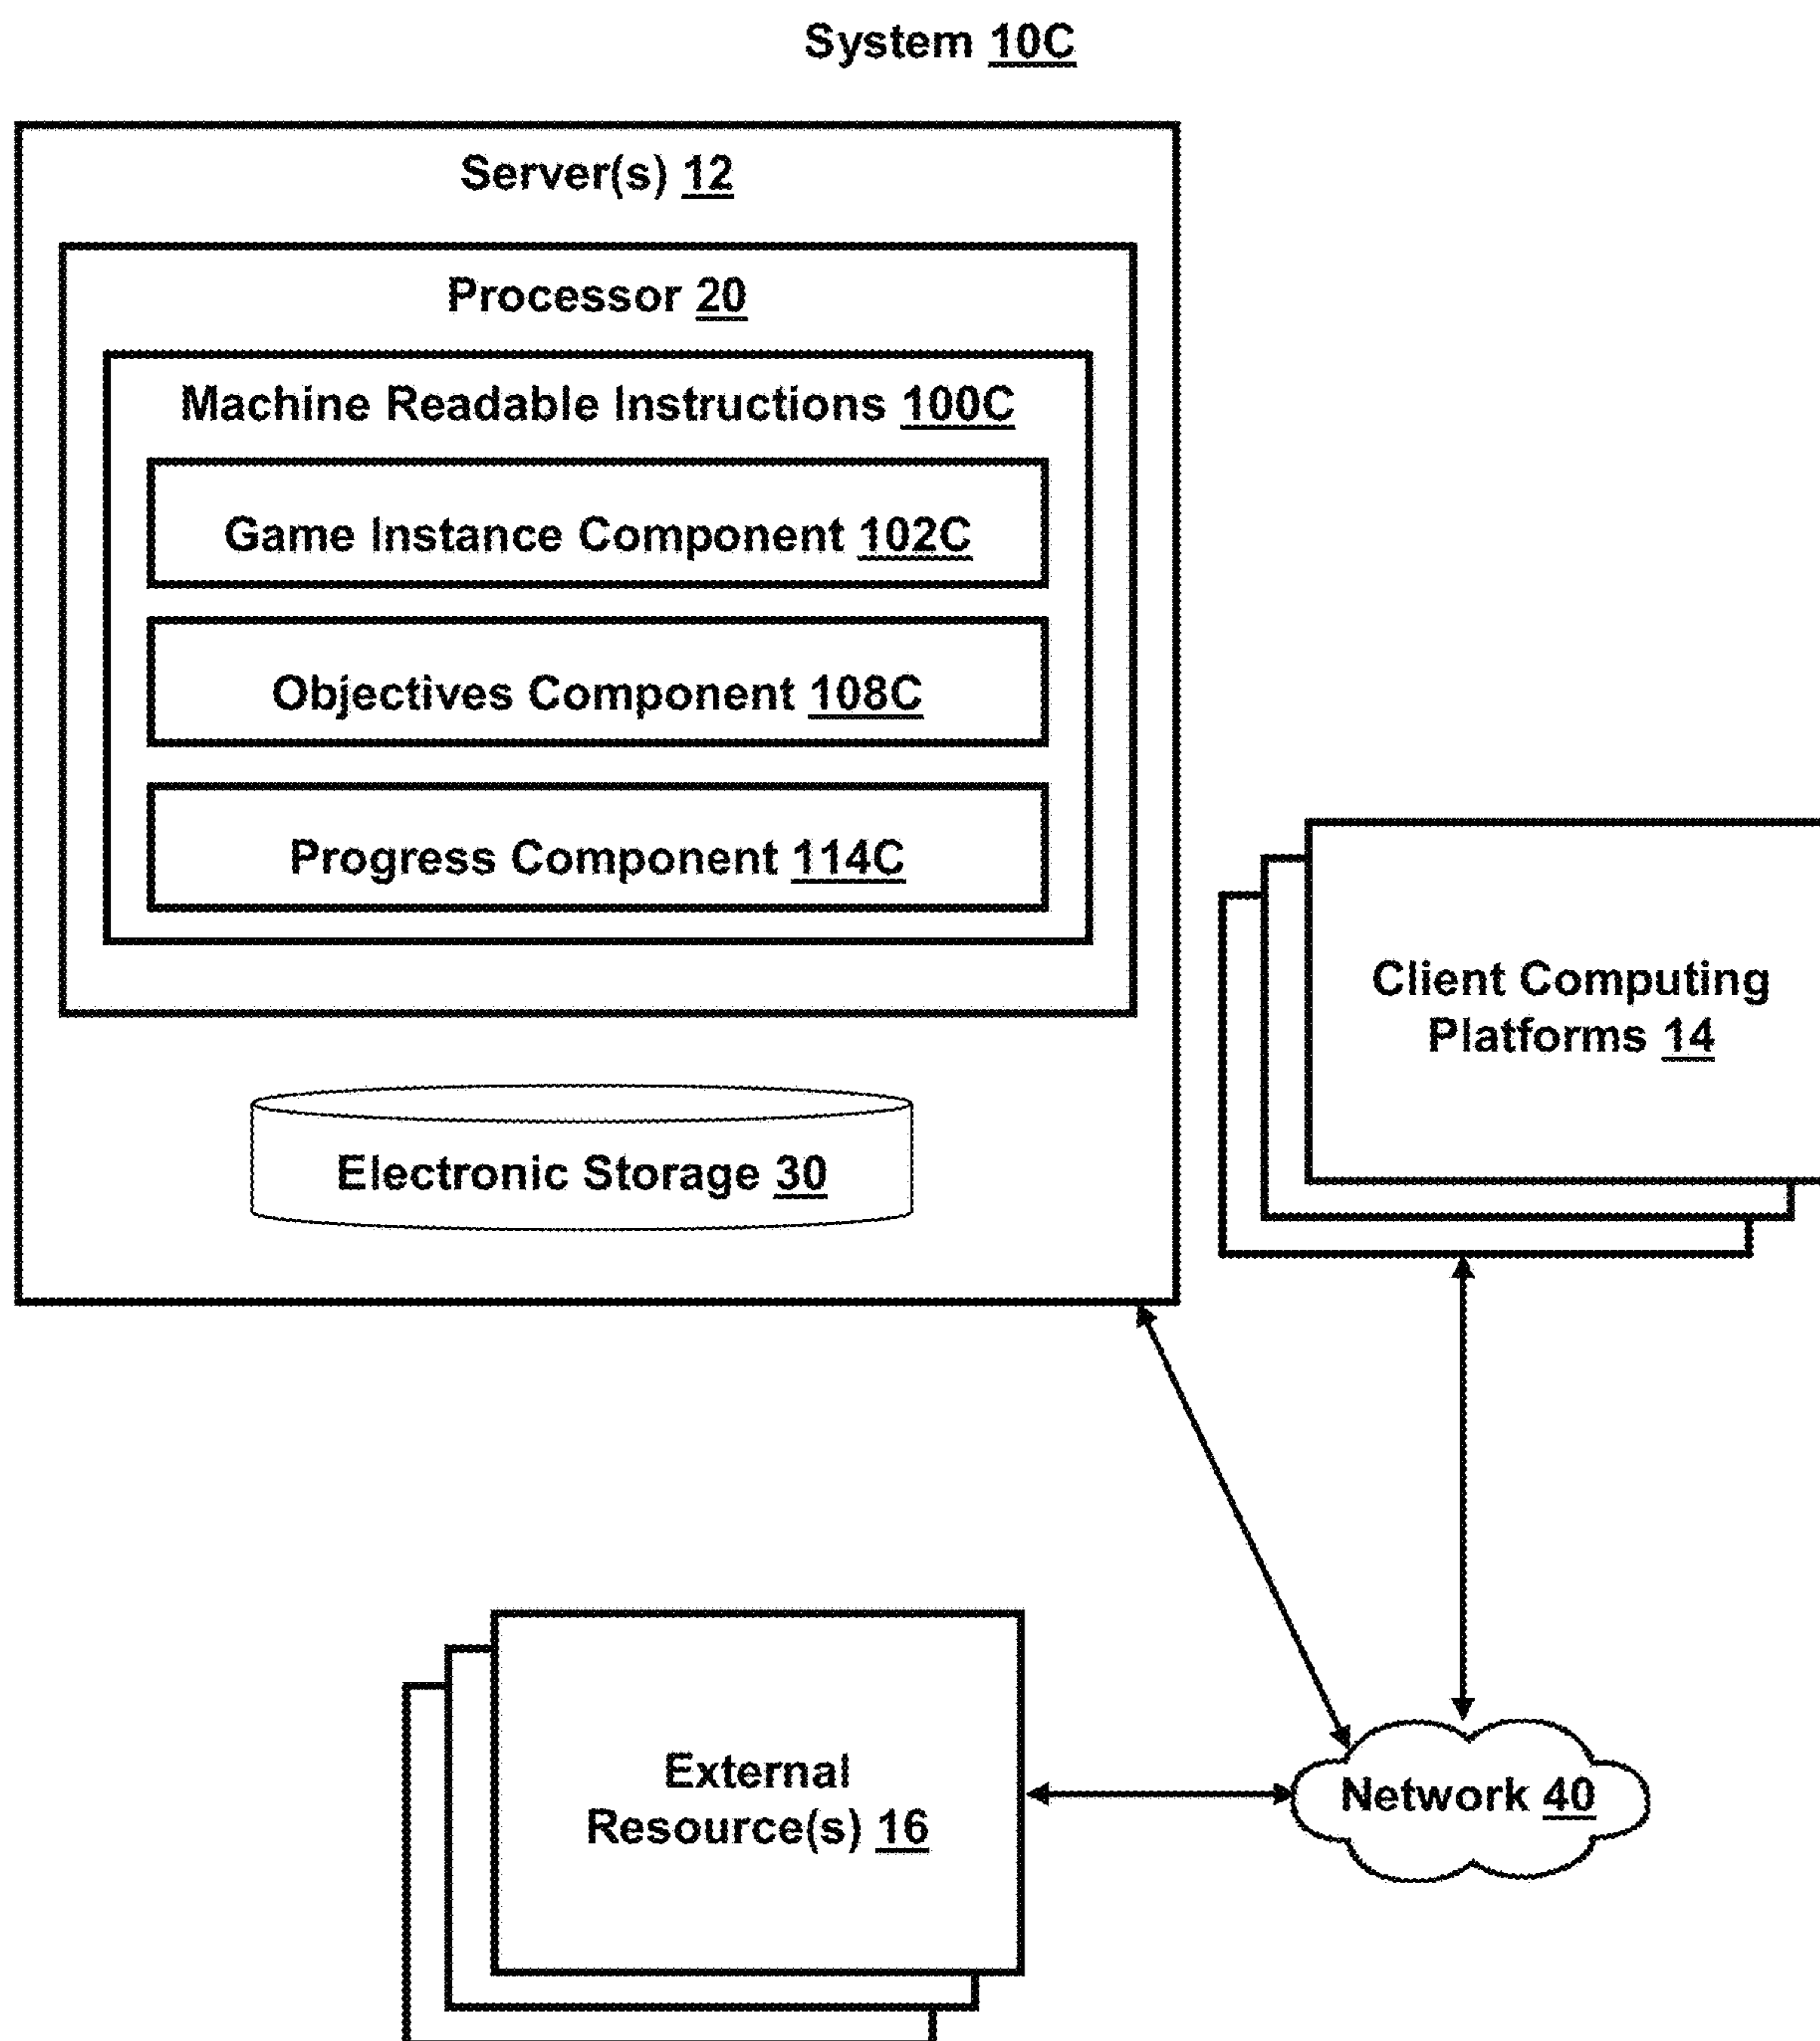 System 10C
Server(s) 12
Processor 20
Machine Readable Instructions 100C
Game Instance Component 102C
Objectives Component 108C
Progress Component 114C
Electronic Storage 30
Client Computing
Platforms 14
External
Resource(s) 16
Network 40